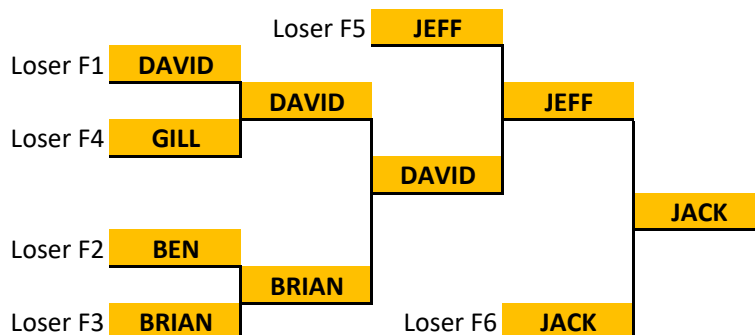 Loser F5 JEFF
Loser F1 DAVID
DAVID JEFF
Loser F4 GILL
DAVID
JACK
Loser F2 BEN
BRIAN
Loser F3 BRIAN Loser F6 JACK